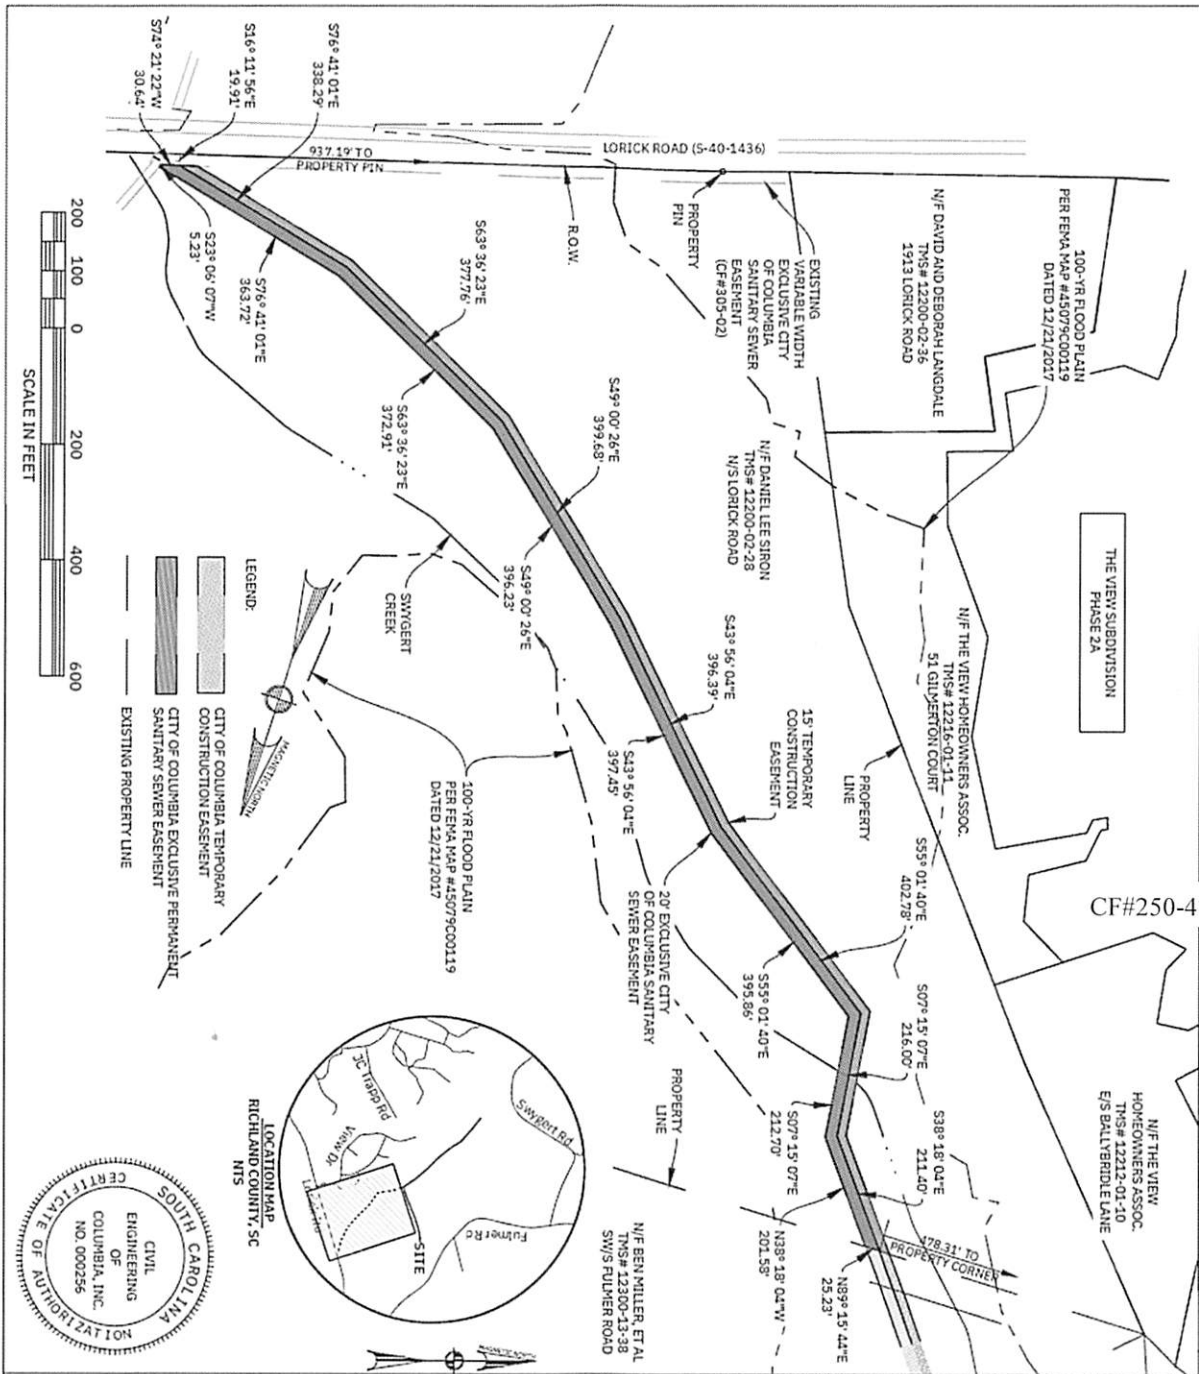 CF#250-4
THE VIEW SUBDIVISION
PHASE 2A
100-YR FLOOD PLAIN
PER FEMA MAP #45079C00119
DATED 12/21/2017
N/F DAVID AND DEBORAH LANGDALE
TMS# 12200-02-36
1913 LORICK ROAD
N/F THE VIEW HOMEOWNERS ASSOC.
TMS# 12216-01-11
51 GILMERTON COURT
N/F THE VIEW
HOMEOWNERS ASSOC.
TMS# 12212-01-10
E/S BALLYBRIDLE LANE
PROPERTY
LINE
EXISTING
VARIABLE WIDTH
EXCLUSIVE CITY
OF COLUMBIA
SANITARY SEWER
EASEMENT
(CF#305-02)
N/F DANIEL LEE SIRON
TMS# 12200-02-28
N/S LORICK ROAD
PROPERTY
PIN
LORICK ROAD (S-40-1436)
R.O.W.
937.19' TO
PROPERTY PIN
S76° 41' 01"E
338.29'
S16° 11' 56"E
19.91'
S74° 21' 22"W
30.64'
S23° 06' 07"W
5.23'
S76° 41' 01"E
363.72'
S63° 36' 23"E
377.76'
S63° 36' 23"E
372.91'
S49° 00' 26"E
399.68'
S49° 00' 26"E
396.23'
S43° 56' 04"E
396.39'
S43° 56' 04"E
397.45'
15' TEMPORARY
CONSTRUCTION
EASEMENT
20' EXCLUSIVE CITY
OF COLUMBIA SANITARY
SEWER EASEMENT
S55° 01' 40"E
402.78'
S55° 01' 40"E
395.86'
S07° 15' 07"E
216.00'
S07° 15' 07"E
212.70'
S38° 18' 04"E
211.40'
N38° 18' 04"W
201.58'
N89° 15' 44"E
25.23'
478.31' TO
PROPERTY CORNER
PROPERTY
LINE
N/F BEN MILLER, ET AL
TMS# 12300-13-38
SW/S FULMER ROAD
SWYGERT
CREEK
100-YR FLOOD PLAIN
PER FEMA MAP #45079C00119
DATED 12/21/2017
MAGNETIC NORTH
LEGEND:
CITY OF COLUMBIA TEMPORARY
CONSTRUCTION EASEMENT
CITY OF COLUMBIA EXCLUSIVE PERMANENT
SANITARY SEWER EASEMENT
EXISTING PROPERTY LINE
200 100 0 200 400 600
SCALE IN FEET
Swygert Rd
JC Trapp Rd
View Dr
Fulmer Rd
SITE
LOCATION MAP
RICHLAND COUNTY, SC
NTS
SOUTH CAROLINA
CIVIL
ENGINEERING
OF
COLUMBIA, INC.
NO. 000256
CERTIFICATE OF AUTHORIZATION